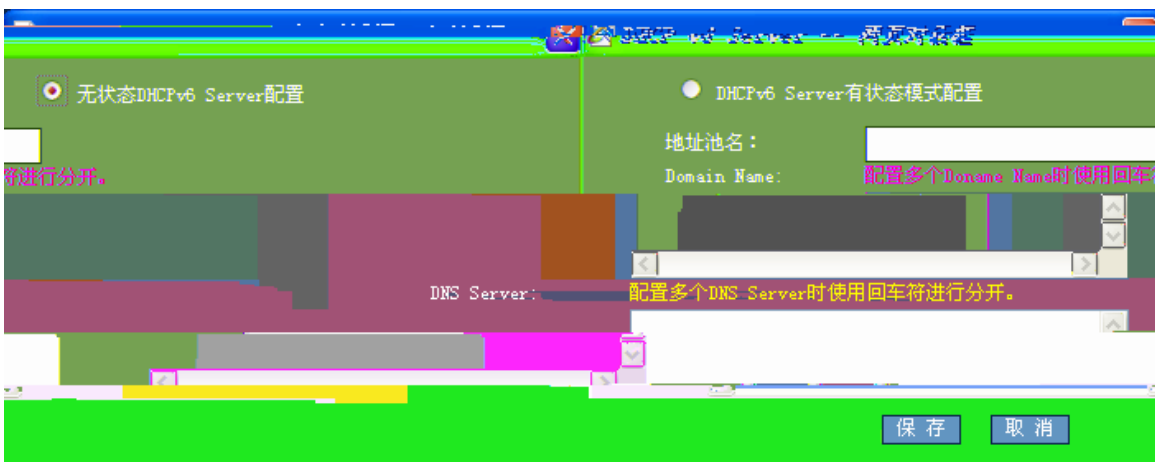 无状态DHCPv6 Server配置
DHCPv6 Server有状态模式配置
地址池名：
符进行分开。
Domain Name:
配置多个Doname Name时使用回车
DNS Server:
配置多个DNS Server时使用回车符进行分开。
保 存
取 消